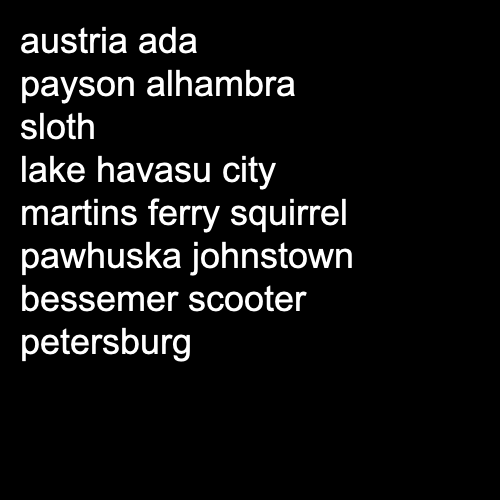 austria ada
payson alhambra
sloth
lake havasu city
martins ferry squirrel
pawhuska johnstown
bessemer scooter
petersburg